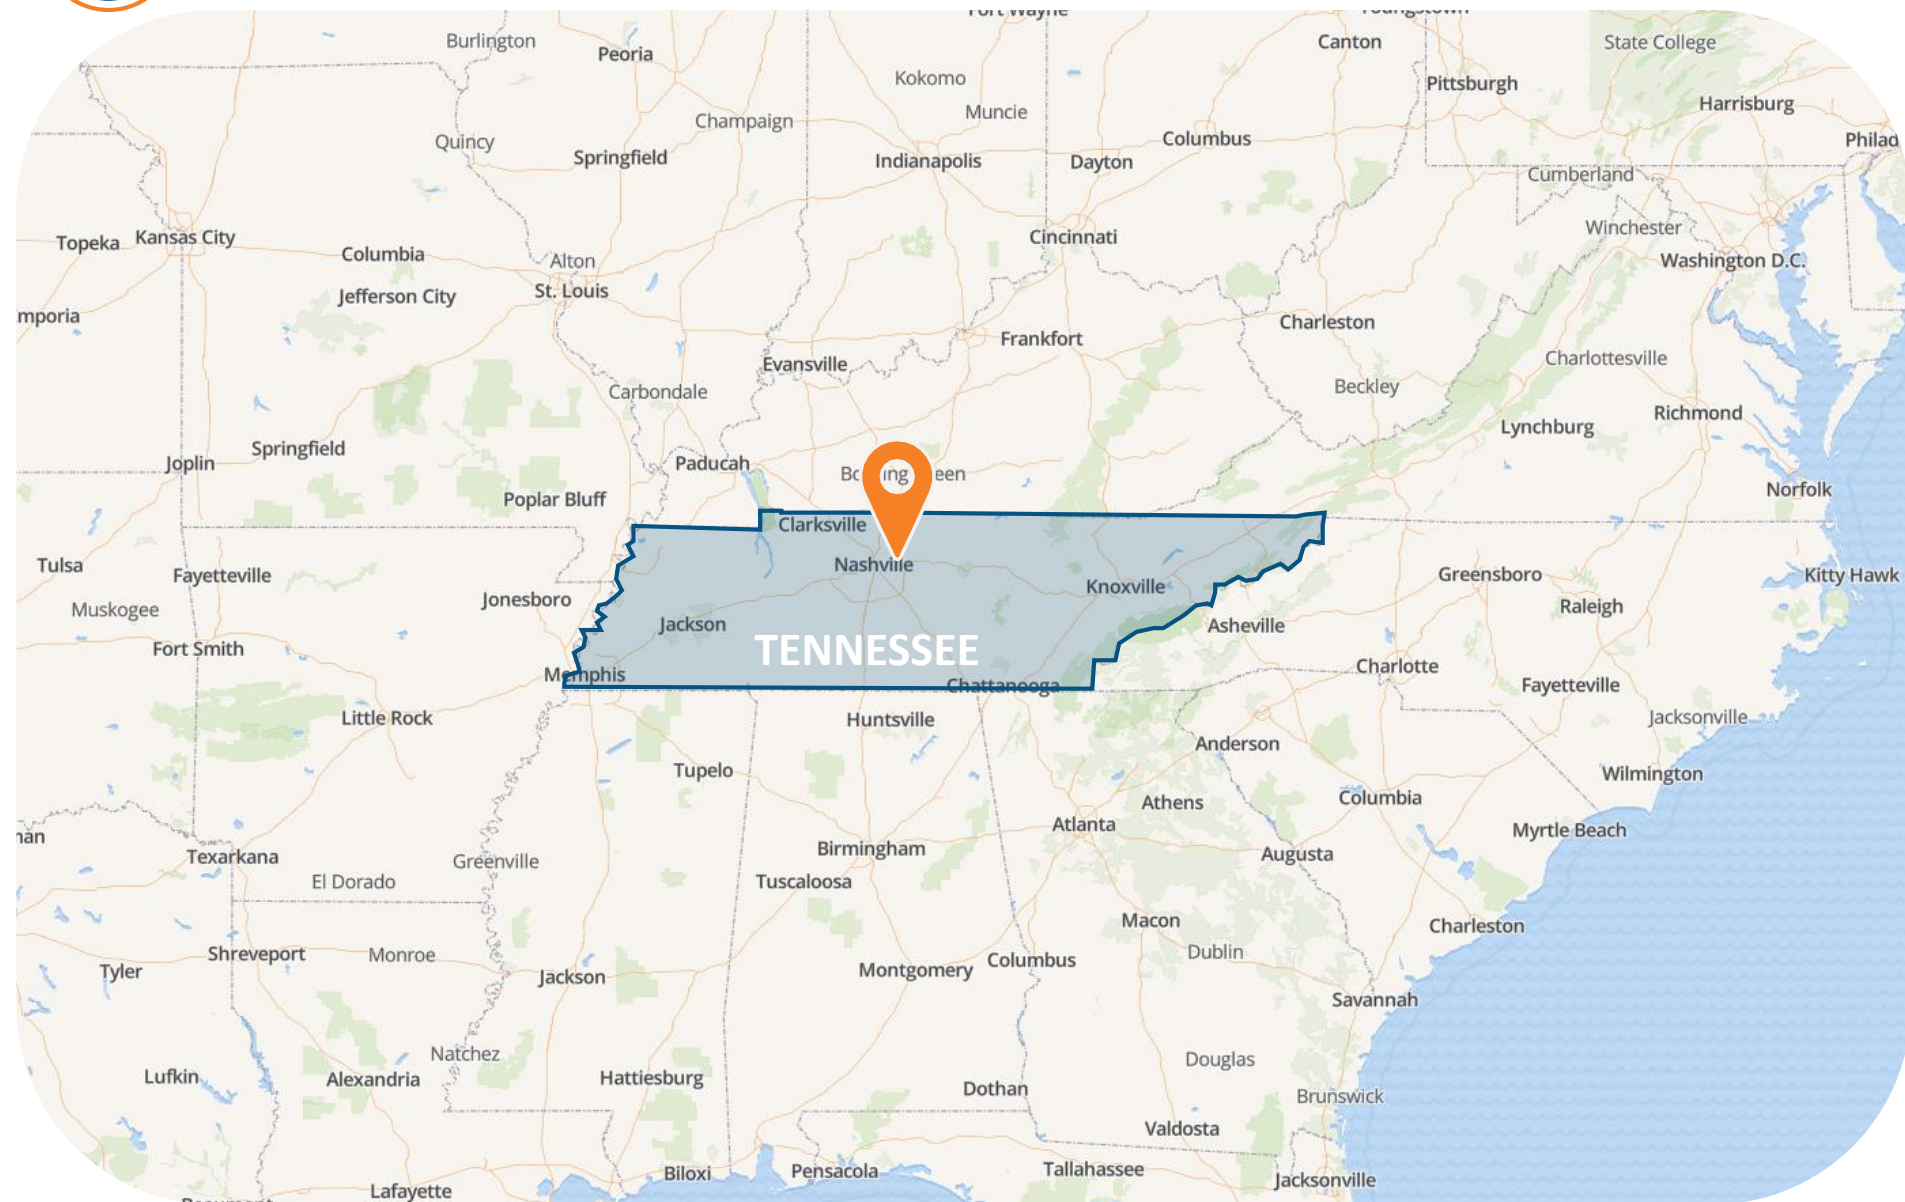 Fort Wayne
Youngstown
Burlington
Peoria
Canton
State College
Kokomo
Pittsburgh
Harrisburg
Muncie
Champaign
Quincy
Springfield
Indianapolis
Dayton
Columbus
Philad
Cumberland
Winchester
Topeka
Kansas City
Columbia
Alton
Cincinnati
Washington D.C.
Jefferson City
St. Louis
mporia
Charleston
Frankfort
Evansville
Charlottesville
Carbondale
Beckley
Richmond
Lynchburg
Springfield
Joplin
Paducah
Norfolk
Poplar Bluff
Clarksville
Tulsa
Fayetteville
Nashville
Knoxville
Greensboro
Kitty Hawk
Muskogee
Jonesboro
Raleigh
Jackson
Asheville
Fort Smith
TENNESSEE
Memphis
Charlotte
Chattanooga
Fayetteville
Little Rock
Huntsville
Jacksonville
Anderson
Tupelo
Wilmington
Athens
Columbia
Atlanta
Myrtle Beach
Texarkana
Greenville
Birmingham
Augusta
El Dorado
Tuscaloosa
Macon
Charleston
Shreveport
Monroe
Dublin
Tyler
Jackson
Montgomery
Columbus
Savannah
Natchez
Douglas
Lufkin
Alexandria
Hattiesburg
Dothan
Brunswick
Valdosta
Biloxi
Pensacola
Tallahassee
Jacksonville
Lafayette